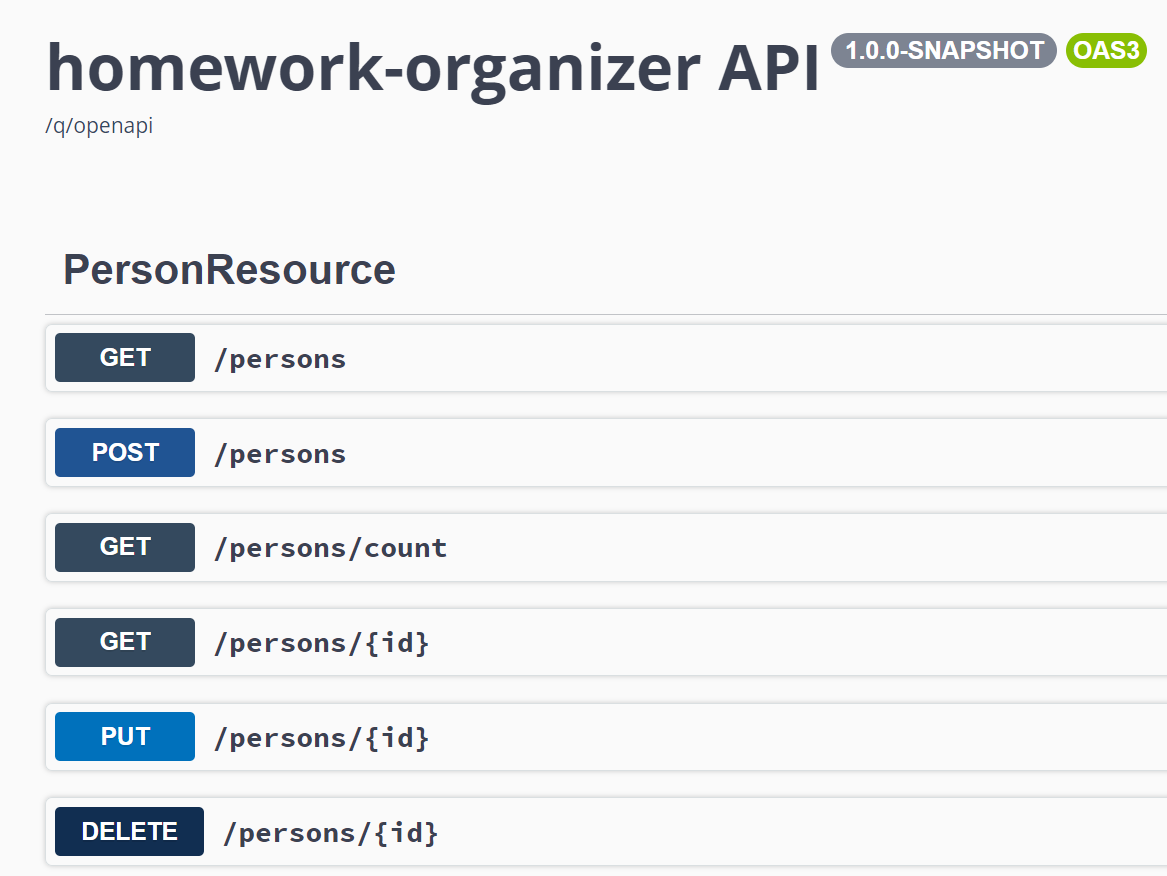 homework-organizer API 1.0.0-SNAPSHOT OAS3
/q/openapi
PersonResource
GET /persons
POST /persons
GET /persons/count
GET /persons/{id}
PUT /persons/{id}
DELETE /persons/{id}